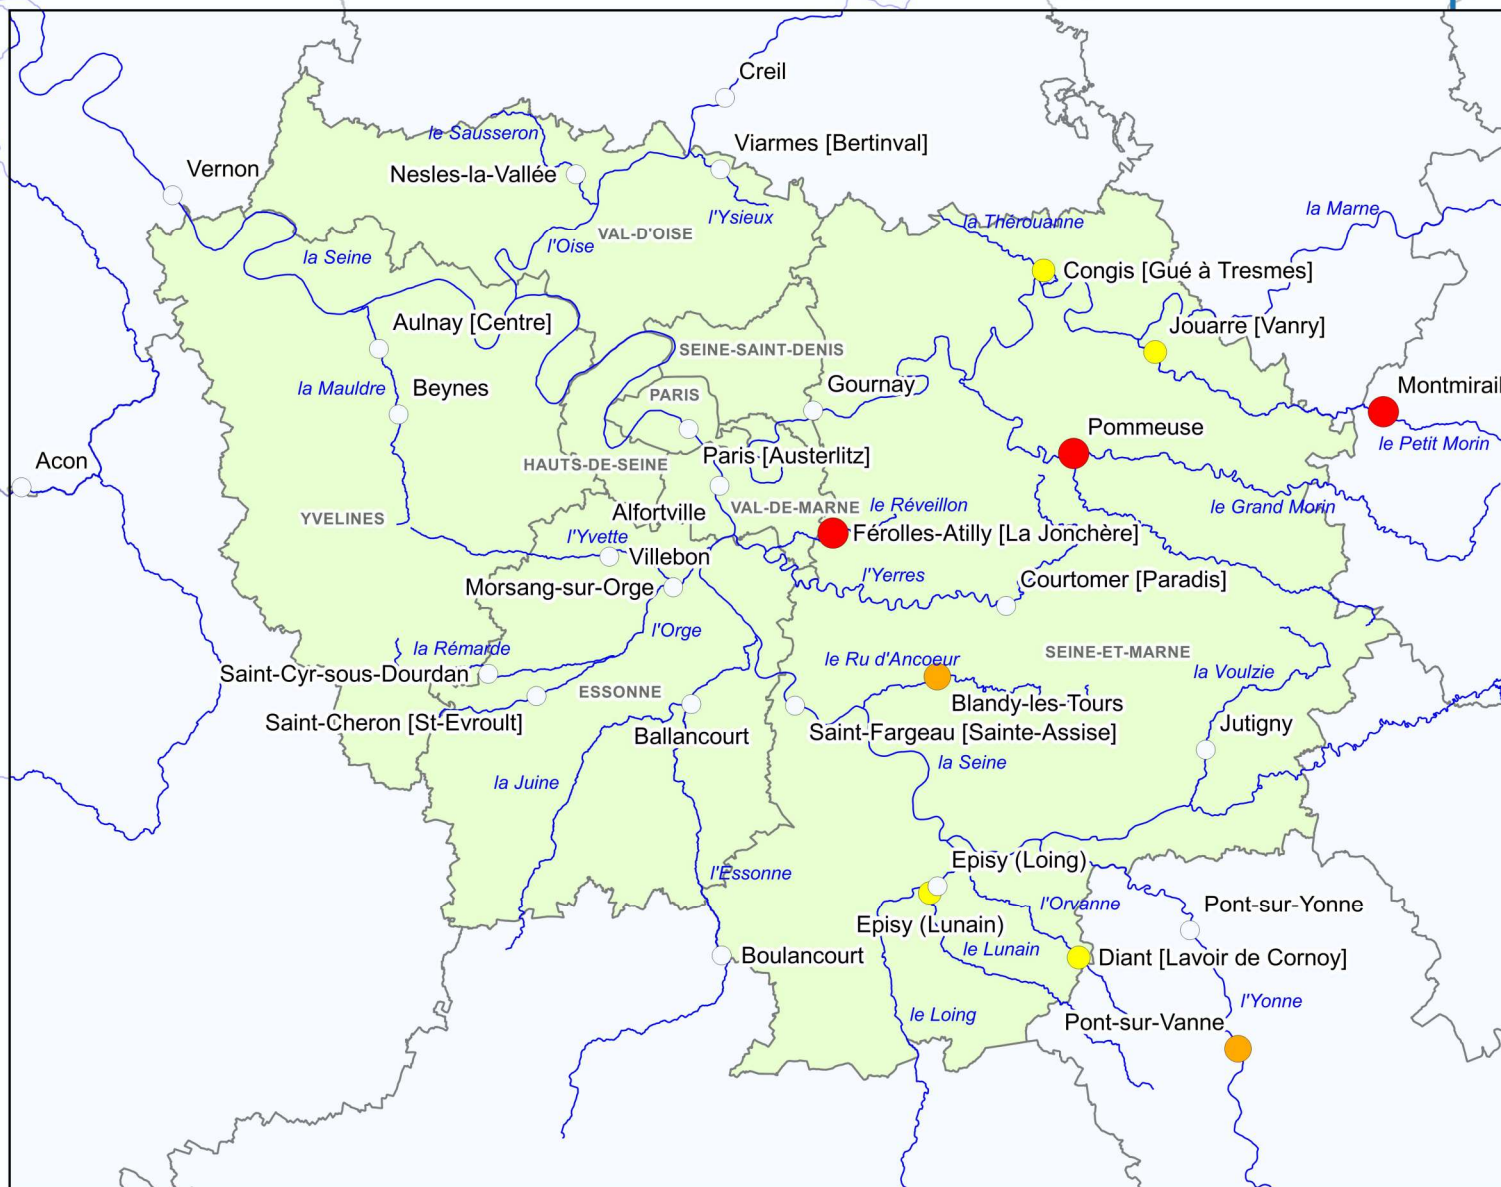 Creil
le Sausseron
Viarmes [Bertinval]
Vernon
Nesles-la-Vallée
l'Ysieux
la Marne
la Thérouanne
VAL-D'OISE
l'Oise
la Seine
Congis [Gué à Tresmes]
Aulnay [Centre]
Jouarre [Vanry]
SEINE-SAINT-DENIS
Gournay
Montmirail
la Mauldre
Beynes
PARIS
Pommeuse
le Petit Morin
Paris [Austerlitz]
Acon
HAUTS-DE-SEINE
le Réveillon
VAL-DE-MARNE
le Grand Morin
Alfortville
YVELINES
l'Yvette
Férolles-Atilly [La Jonchère]
Villebon
l'Yerres
Courtomer [Paradis]
Morsang-sur-Orge
l'Orge
la Rémarde
le Ru d'Ancoeur
SEINE-ET-MARNE
la Voulzie
Saint-Cyr-sous-Dourdan
ESSONNE
Blandy-les-Tours
Saint-Cheron [St-Evroult]
Jutigny
Ballancourt
Saint-Fargeau [Sainte-Assise]
la Seine
la Juine
Episy (Loing)
l'Essonne
l'Orvanne
Pont-sur-Yonne
Episy (Lunain)
le Lunain
Boulancourt
Diant [Lavoir de Cornoy]
l'Yonne
le Loing
Pont-sur-Vanne